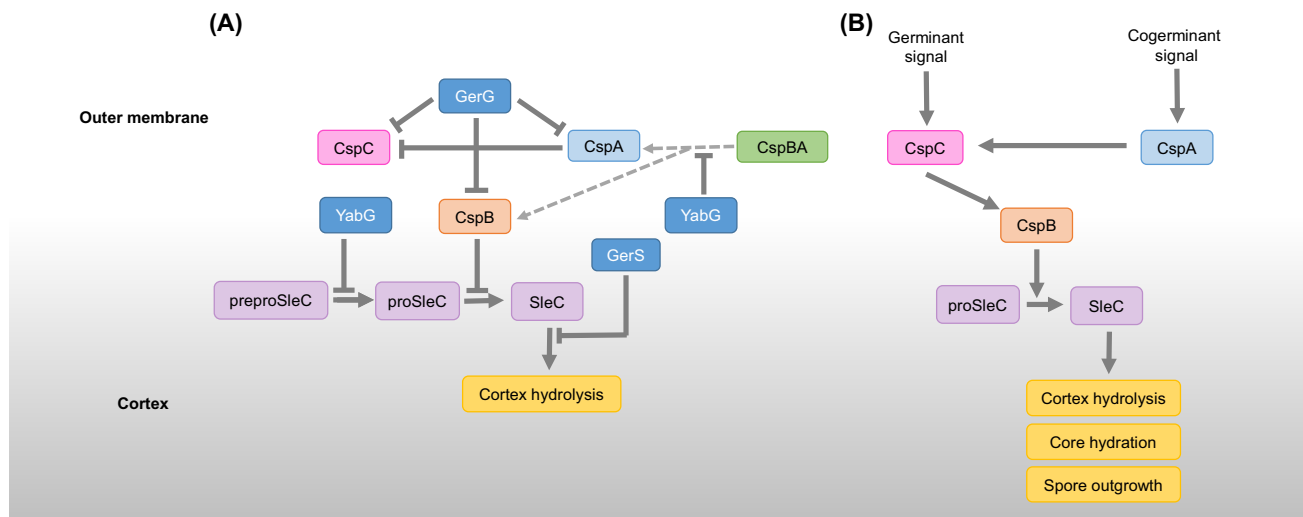 (A)
Outer membrane
GerG
CspC
CspA
CspBA
YabG
CspB
YabG
GerS
preproSleC
proSleC
SleC
Cortex hydrolysis
Cortex
(B)
Germinant
signal
Cogerminant
signal
CspC
CspA
CspB
proSleC
SleC
Cortex hydrolysis
Core hydration
Spore outgrowth